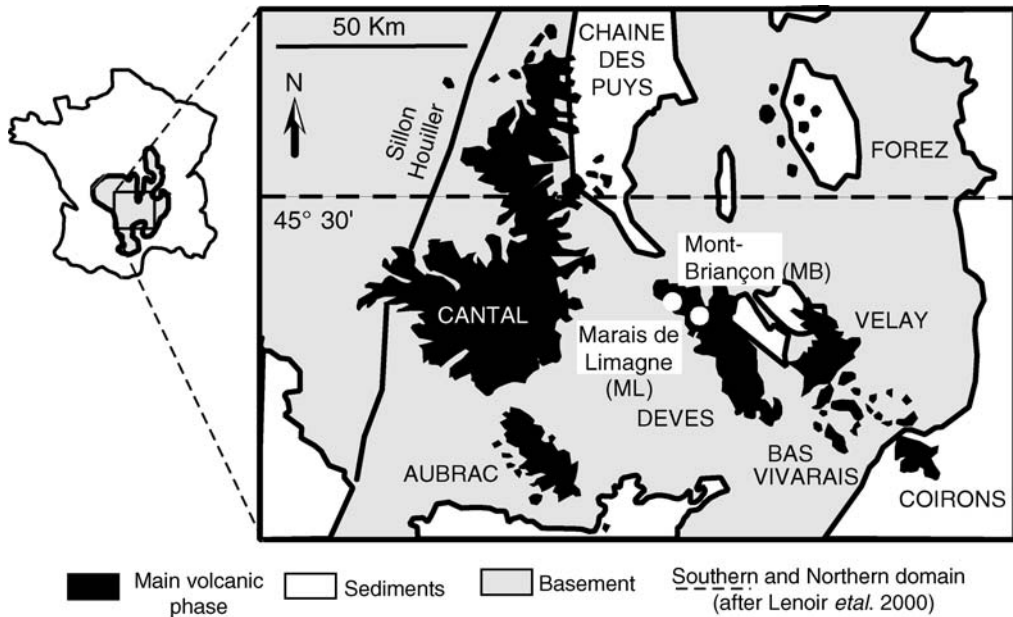 50 Km
N
Sillon
Houiller
CHAINE
DES
PUYS
FOREZ
45° 30'
Mont-
Briançon (MB)
CANTAL
VELAY
Marais de
Limagne
(ML)
DEVES
BAS
VIVARAIS
AUBRAC
COIRONS
Main volcanic
phase
Sediments
Basement
Southern and Northern domain
(after Lenoir etal. 2000)